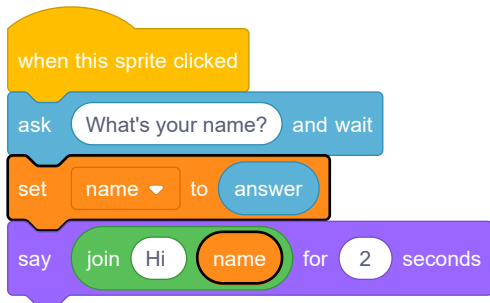 when this sprite clicked
ask What's your name? and wait
set name to answer
say join Hi name for 2 seconds